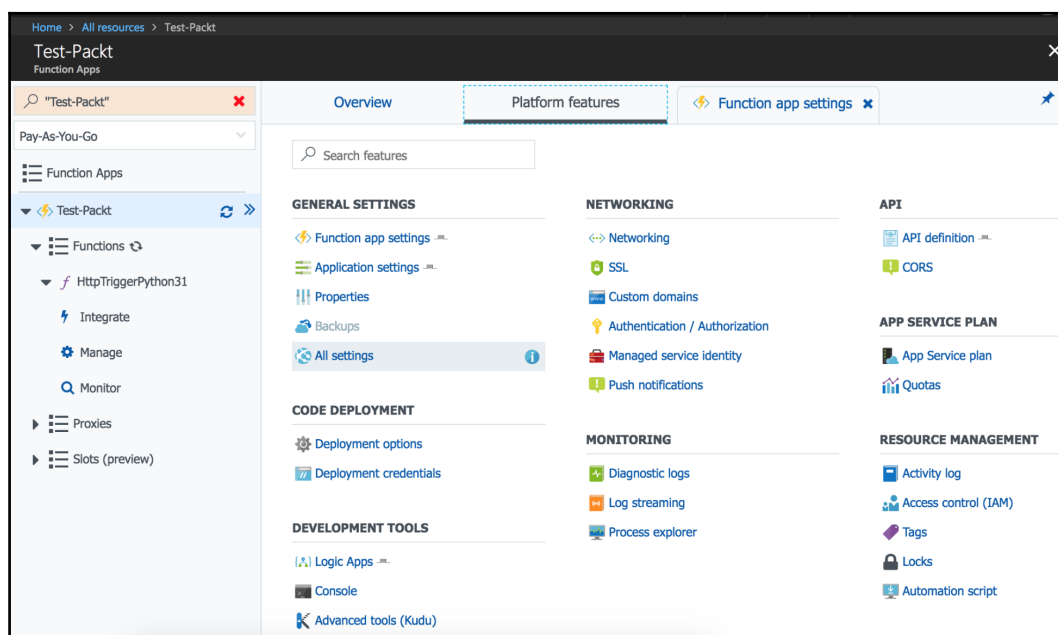 Home > All resources > Test-Packt
Test-Packt
Function Apps
"Test-Packt"
Pay-As-You-Go
Function Apps
Test-Packt
Functions
HttpTriggerPython31
Integrate
Manage
Monitor
Proxies
Slots (preview)
Overview
Platform features
Function app settings
Search features
GENERAL SETTINGS
Function app settings
Application settings
Properties
Backups
All settings
CODE DEPLOYMENT
Deployment options
Deployment credentials
DEVELOPMENT TOOLS
Logic Apps
Console
Advanced tools (Kudu)
NETWORKING
Networking
SSL
Custom domains
Authentication / Authorization
Managed service identity
Push notifications
MONITORING
Diagnostic logs
Log streaming
Process explorer
API
API definition
CORS
APP SERVICE PLAN
App Service plan
Quotas
RESOURCE MANAGEMENT
Activity log
Access control (IAM)
Tags
Locks
Automation script